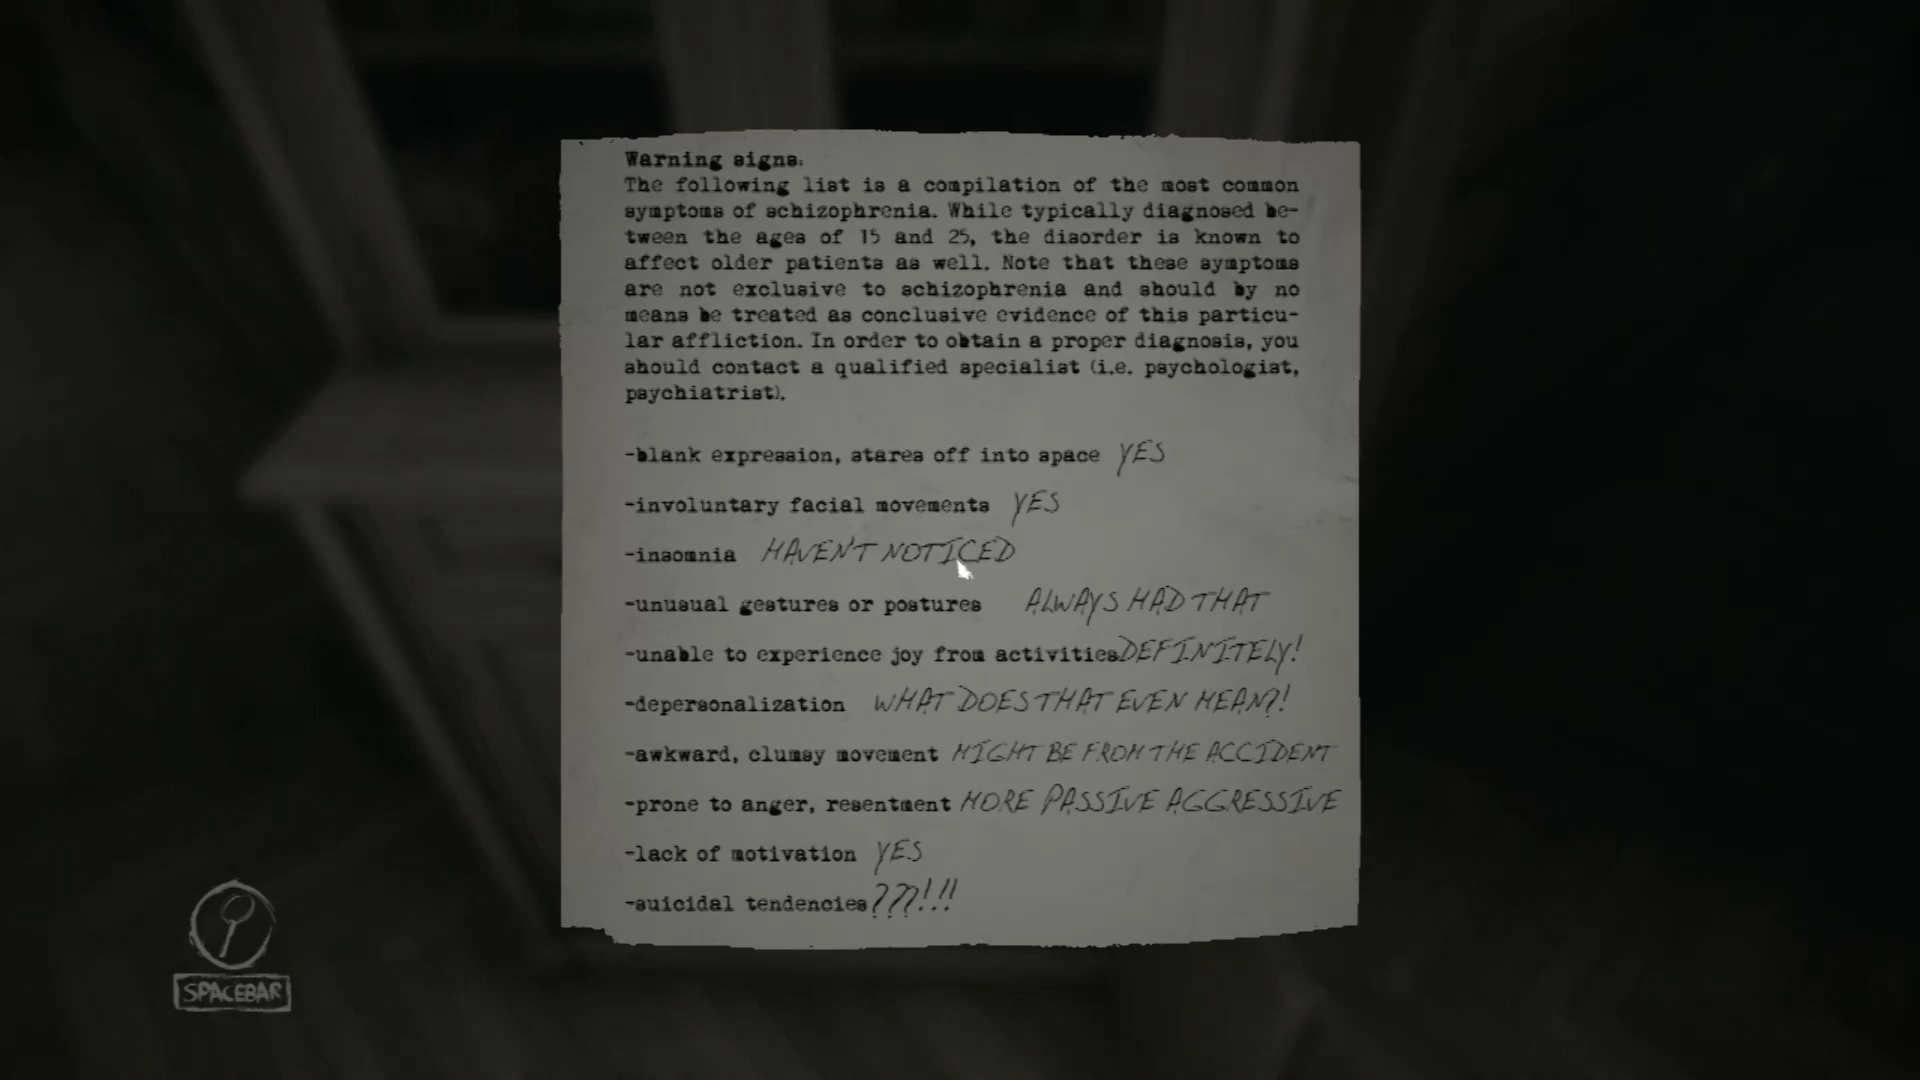 Warning signs:
The following list is a compilation of the most common
symptoms of schizophrenia. While typically diagnosed be-
tween the ages of 15 and 25, the disorder is known to
affect older patients as well. Note that these symptoms
are not exclusive to schizophrenia and should by no
means be treated as conclusive evidence of this particu-
lar affliction. In order to obtain a proper diagnosis, you
should contact a qualified specialist (i.e. psychologist,
psychiatrist).
-blank expression, stares off into space YES
-involuntary facial movements YES
-insomnia HAVEN'T NOTICED
-unusual gestures or postures ALWAYS HAD THAT
-unable to experience joy from activities DEFINITELY!
-depersonalization WHAT DOES THAT EVEN MEAN?!
-awkward, clumsy movement MIGHT BE FROM THE ACCIDENT
-prone to anger, resentment MORE PASSIVE AGGRESSIVE
-lack of motivation YES
-suicidal tendencies ???!!!
SPACEBAR